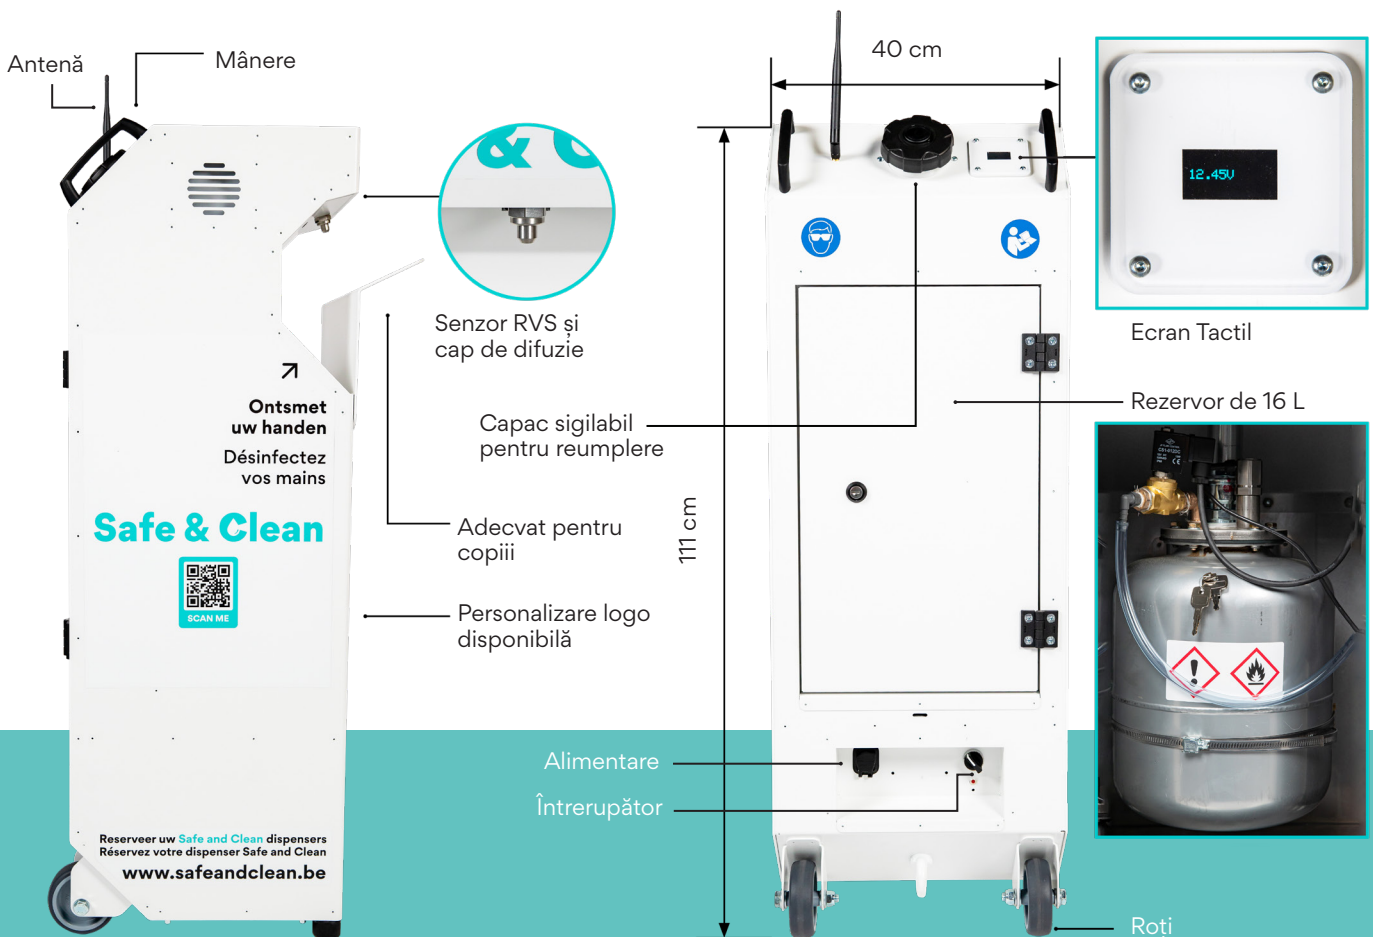 Antenă
Mânere
40 cm
& C
12.45V
Senzor RVS și
cap de difuzie
Ecran Tactil
Ontsmet
uw handen
Désinfectez
vos mains
Capac sigilabil
pentru reumplere
Rezervor de 16 L
Safe & Clean
SCAN ME
111 cm
Adecvat pentru
copiii
Personalizare logo
disponibilă
Alimentare
Întrerupător
Reserveer uw Safe and Clean dispensers
Réservez votre dispenser Safe and Clean
www.safeandclean.be
Roți